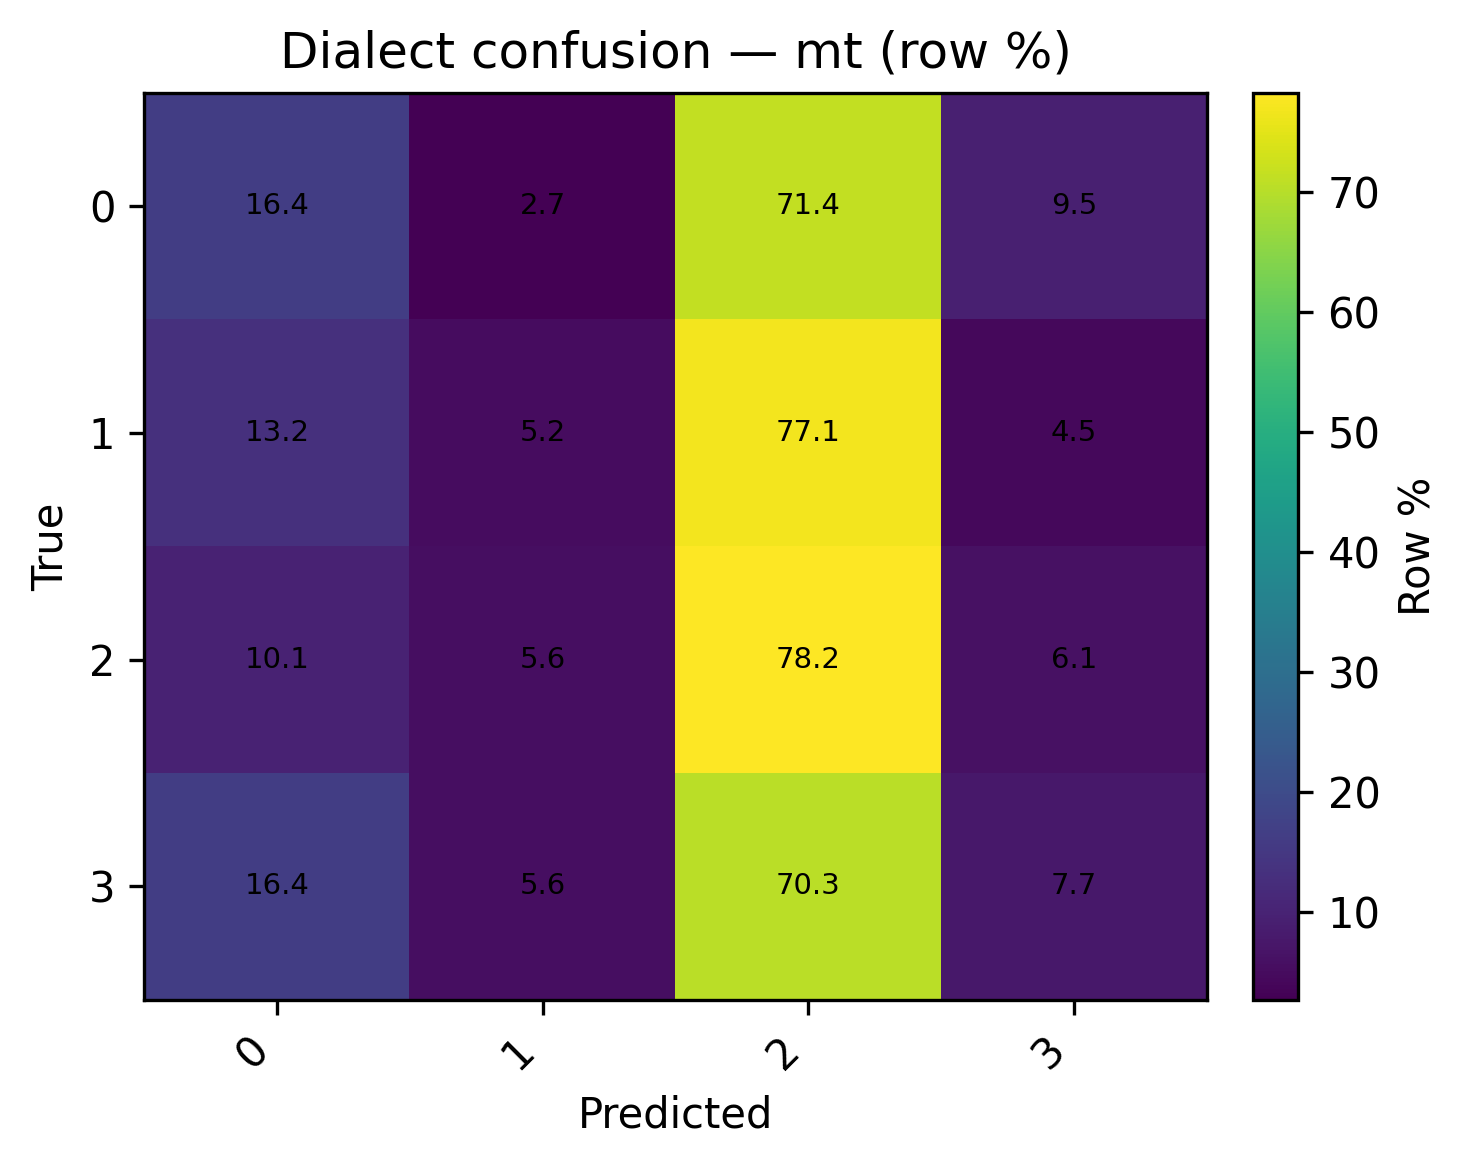 Dialect confusion — mt (row %)
0 16.4 2.7 71.4 9.5
1 13.2 5.2 77.1 4.5
2 10.1 5.6 78.2 6.1
3 16.4 5.6 70.3 7.7
0 1 2 3
Predicted
True
70
60
50
40
30
20
10
Row %